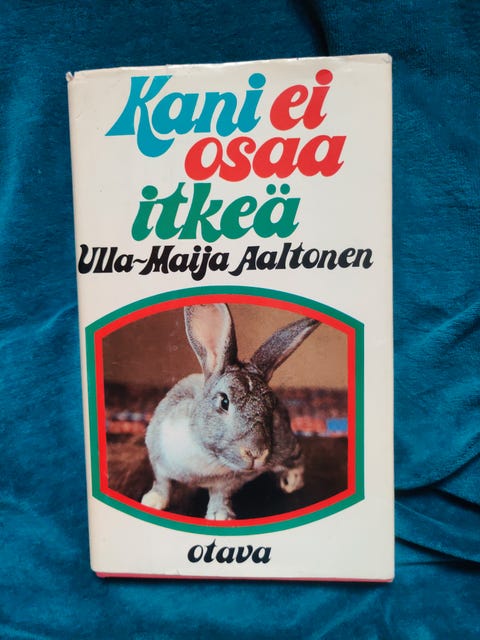 Kani ei
osaa
itkeä
Ulla-Maija Aaltonen
otava